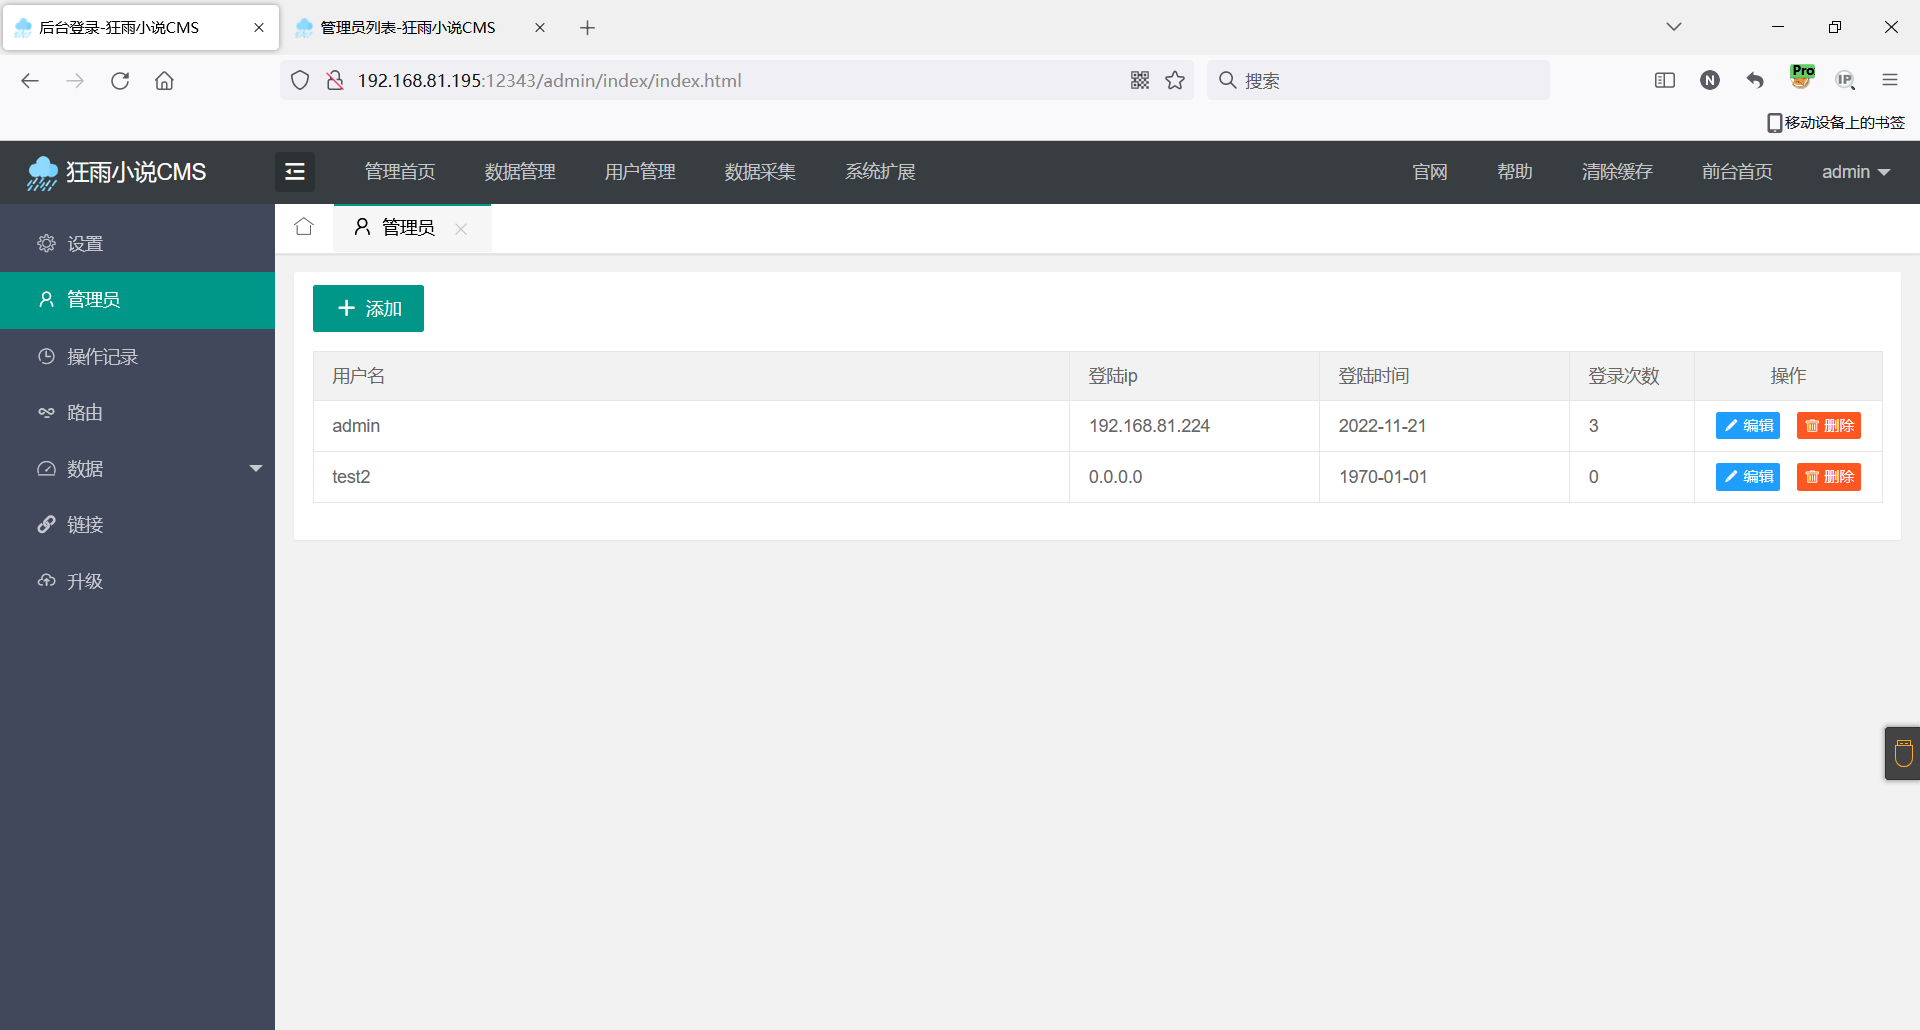 后台登录-狂雨小说CMS
管理员列表-狂雨小说CMS
192.168.81.195:12343/admin/index/index.html
搜索
N
Pro
IP
移动设备上的书签
狂雨小说CMS
管理首页
数据管理
用户管理
数据采集
系统扩展
官网
帮助
清除缓存
前台首页
admin
设置
管理员
操作记录
路由
数据
链接
升级
管理员
添加
用户名 登陆ip 登陆时间 登录次数 操作
admin 192.168.81.224 2022-11-21 3 编辑 删除
test2 0.0.0.0 1970-01-01 0 编辑 删除